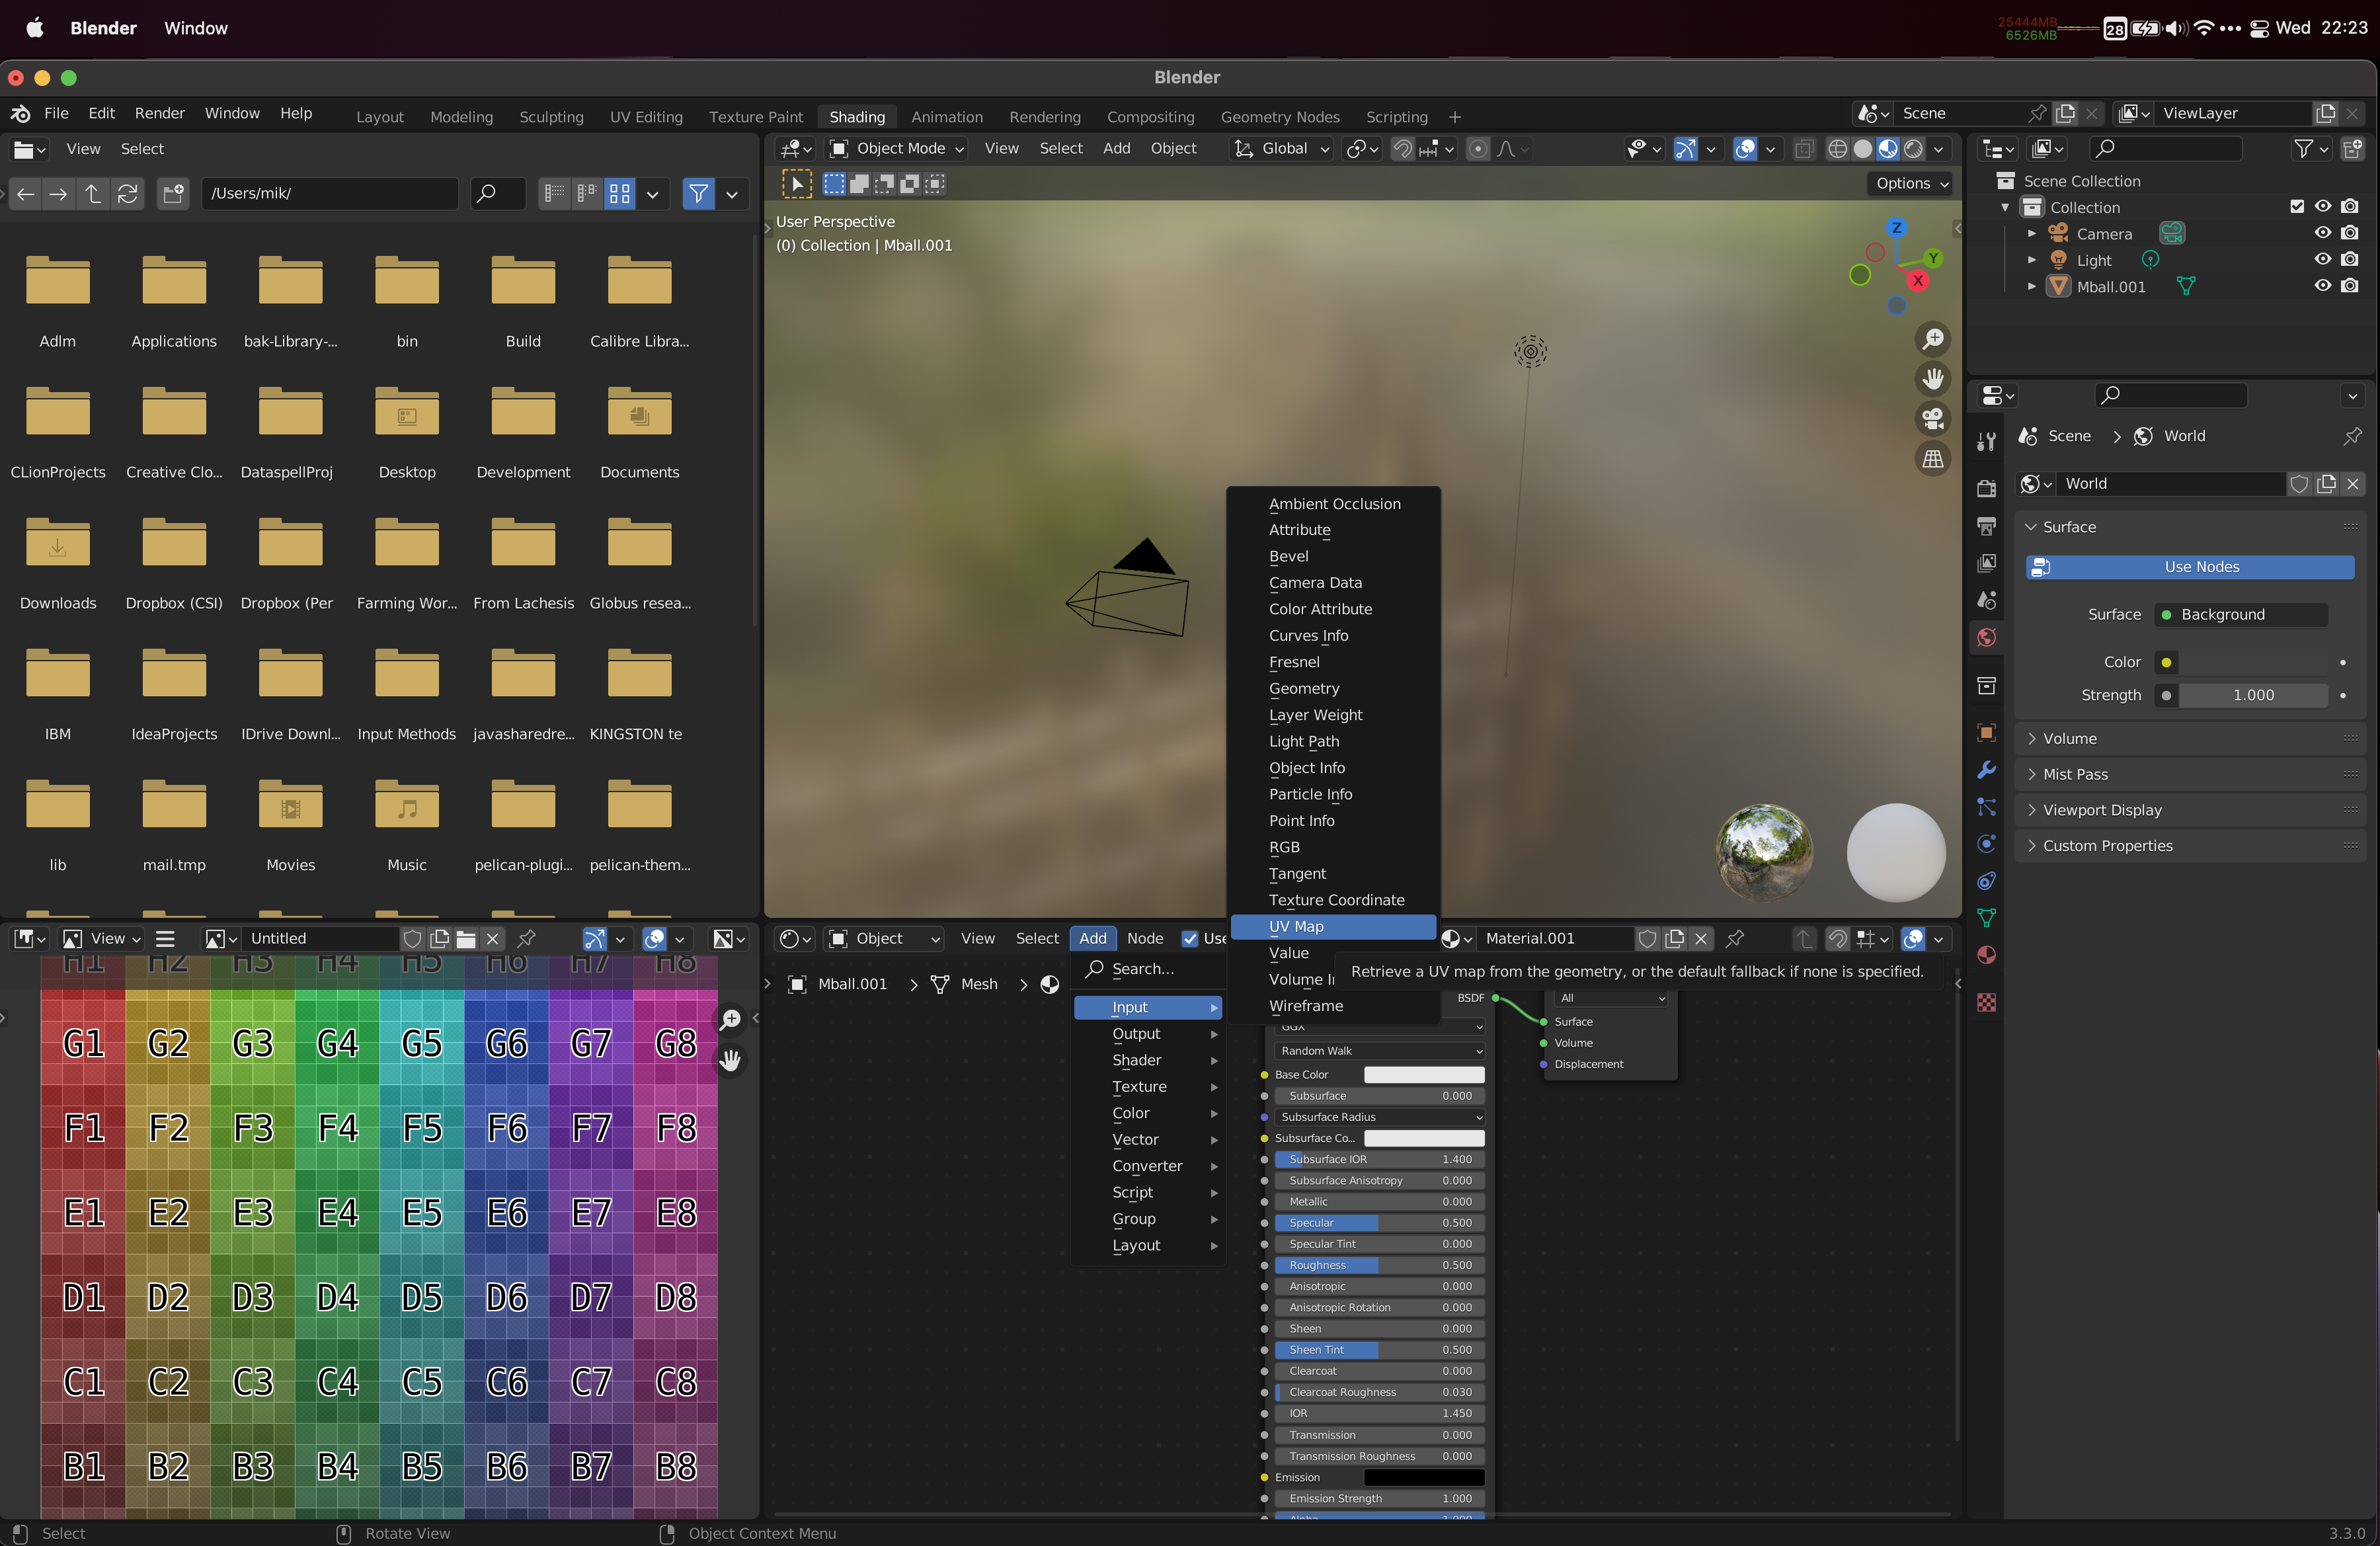 Blender Window
25444MB
6526MB
28
Wed 22:23
Blender
File Edit Render Window Help
Layout Modeling Sculpting UV Editing Texture Paint Shading Animation Rendering Compositing Geometry Nodes Scripting +
Scene
ViewLayer
View Select
/Users/mik/
Adlm Applications bak-Library-... bin Build Calibre Libra...
CLionProjects Creative Clo... DataspellProj Desktop Development Documents
Downloads Dropbox (CSI) Dropbox (Per Farming Wor... From Lachesis Globus resea...
IBM IdeaProjects IDrive Downl... Input Methods javasharedre... KINGSTON te
lib mail.tmp Movies Music pelican-plugi... pelican-them...
Object Mode View Select Add Object Global
Options
User Perspective
(0) Collection | Mball.001
Z
Y
X
Scene Collection
Collection
Camera
Light
Mball.001
Scene > World
World
Surface
Use Nodes
Surface Background
Color
Strength 1.000
Volume
Mist Pass
Viewport Display
Custom Properties
Ambient Occlusion
Attribute
Bevel
Camera Data
Color Attribute
Curves Info
Fresnel
Geometry
Layer Weight
Light Path
Object Info
Particle Info
Point Info
RGB
Tangent
Texture Coordinate
UV Map
Value
Volume In
Wireframe
Retrieve a UV map from the geometry, or the default fallback if none is specified.
View Untitled
H1 H2 H3 H4 H5 H6 H7 H8
G1 G2 G3 G4 G5 G6 G7 G8
F1 F2 F3 F4 F5 F6 F7 F8
E1 E2 E3 E4 E5 E6 E7 E8
D1 D2 D3 D4 D5 D6 D7 D8
C1 C2 C3 C4 C5 C6 C7 C8
B1 B2 B3 B4 B5 B6 B7 B8
Object View Select Add Node Use
Material.001
Mball.001 > Mesh >
Search...
Input
Output
Shader
Texture
Color
Vector
Converter
Script
Group
Layout
BSDF
GGX
Random Walk
Base Color
Subsurface 0.000
Subsurface Radius
Subsurface Co...
Subsurface IOR 1.400
Subsurface Anisotropy 0.000
Metallic 0.000
Specular 0.500
Specular Tint 0.000
Roughness 0.500
Anisotropic 0.000
Anisotropic Rotation 0.000
Sheen 0.000
Sheen Tint 0.500
Clearcoat 0.000
Clearcoat Roughness 0.030
IOR 1.450
Transmission 0.000
Transmission Roughness 0.000
Emission
Emission Strength 1.000
Alpha 1.000
All
Surface
Volume
Displacement
Select Rotate View Object Context Menu
3.3.0